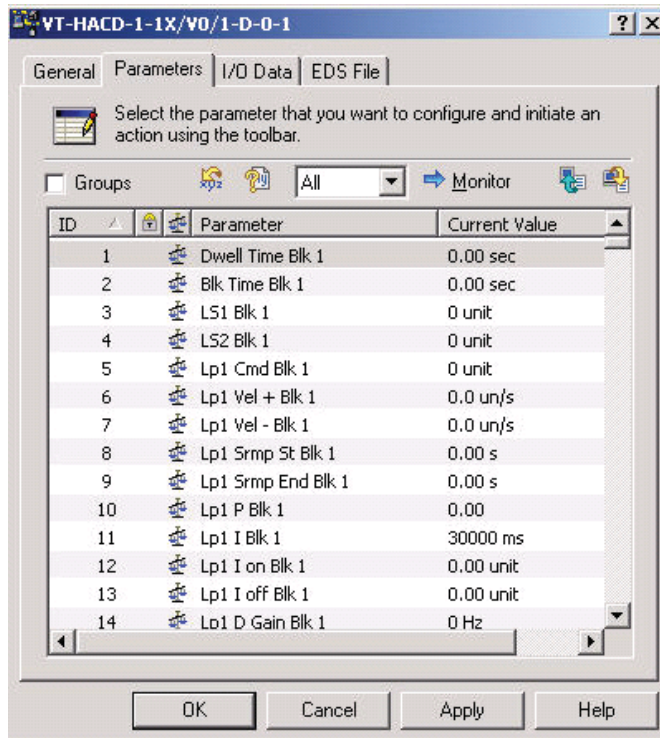 VT-HACD-1-1X/V0/1-D-0-1
General Parameters I/O Data EDS File
Select the parameter that you want to configure and initiate an
action using the toolbar.
Groups All Monitor
ID Parameter Current Value
1 Dwell Time Blk 1 0.00 sec
2 Blk Time Blk 1 0.00 sec
3 LS1 Blk 1 0 unit
4 LS2 Blk 1 0 unit
5 Lp1 Cmd Blk 1 0 unit
6 Lp1 Vel + Blk 1 0.0 un/s
7 Lp1 Vel - Blk 1 0.0 un/s
8 Lp1 Srmp St Blk 1 0.00 s
9 Lp1 Srmp End Blk 1 0.00 s
10 Lp1 P Blk 1 0.00
11 Lp1 I Blk 1 30000 ms
12 Lp1 I on Blk 1 0.00 unit
13 Lp1 I off Blk 1 0.00 unit
14 Lp1 D Gain Blk 1 0 Hz
OK Cancel Apply Help